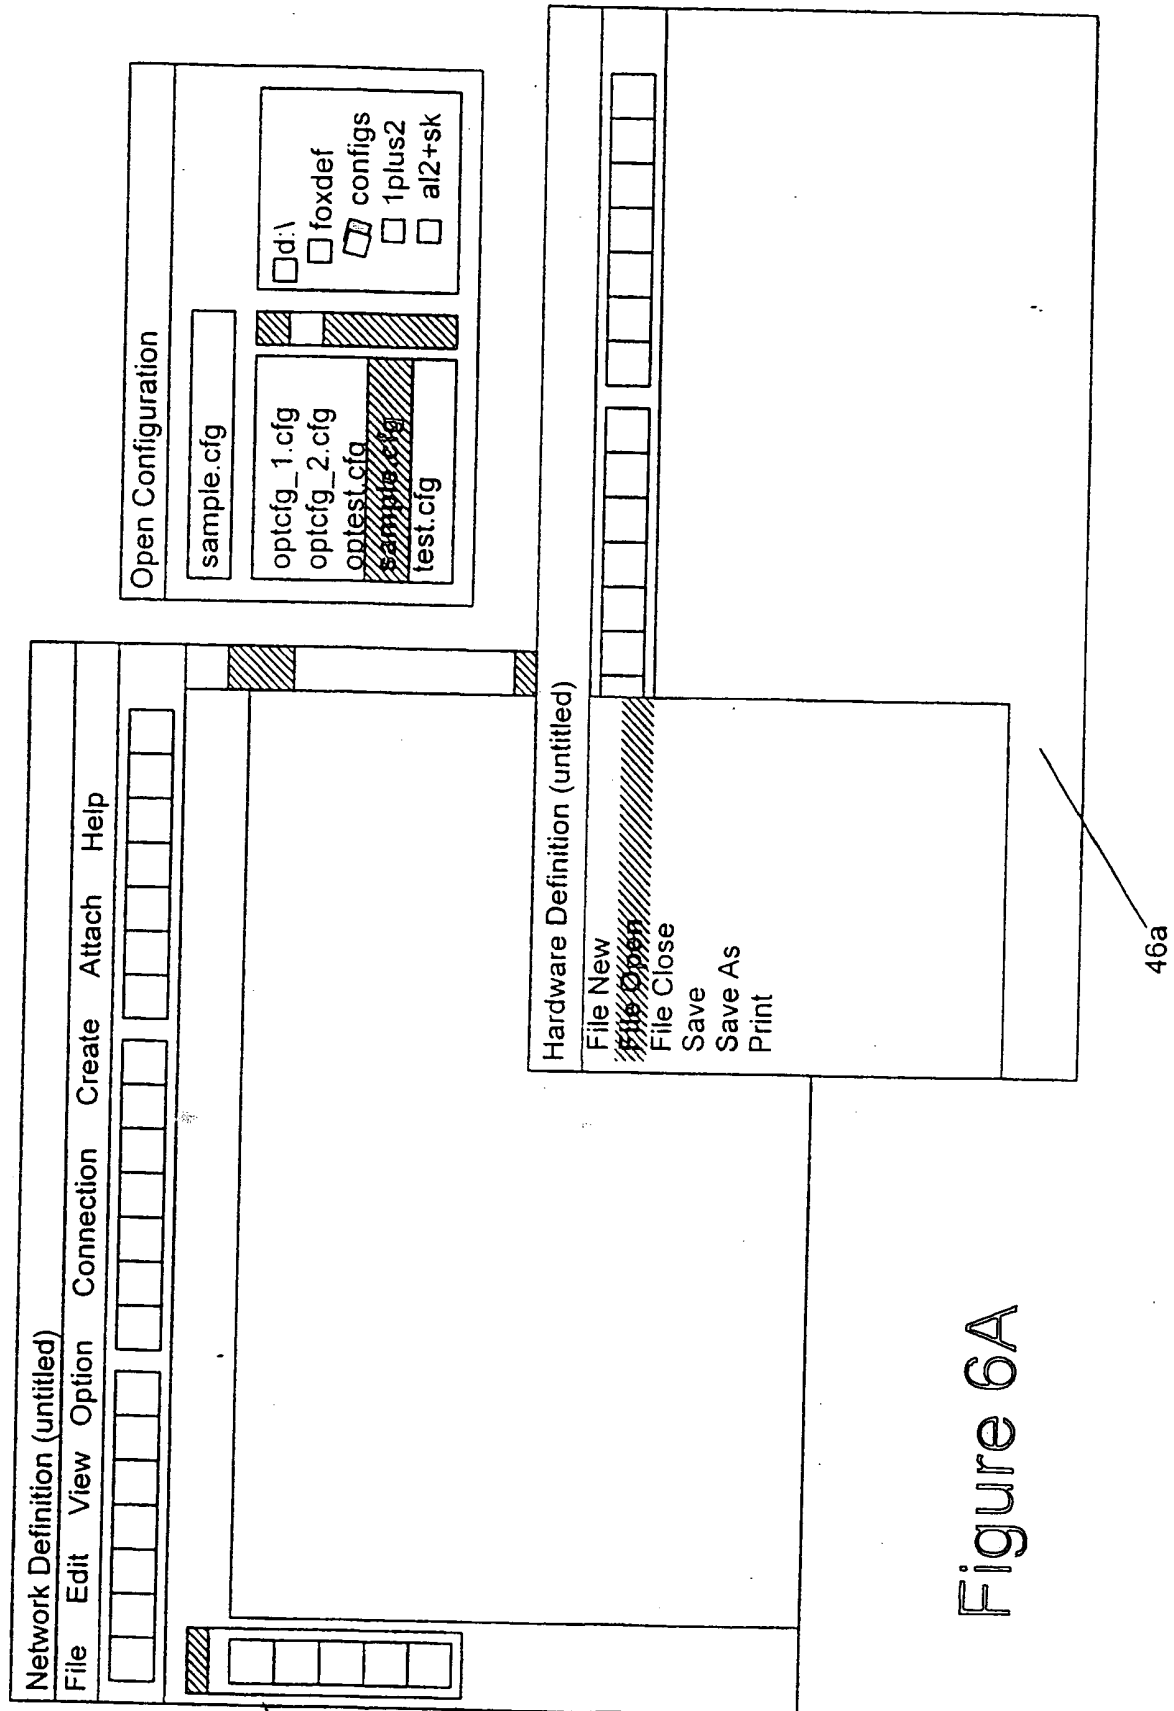 Network Definition (untitled)
File Edit View Option Connection Create Attach Help
Open Configuration
sample.cfg
optcfg_1.cfg
optcfg_2.cfg
optest.cfg
sample.cfg
test.cfg
d:\
foxdef
configs
1plus2
al2+sk
Hardware Definition (untitled)
File New
File Open
File Close
Save
Save As
Print
46a
Figure 6A